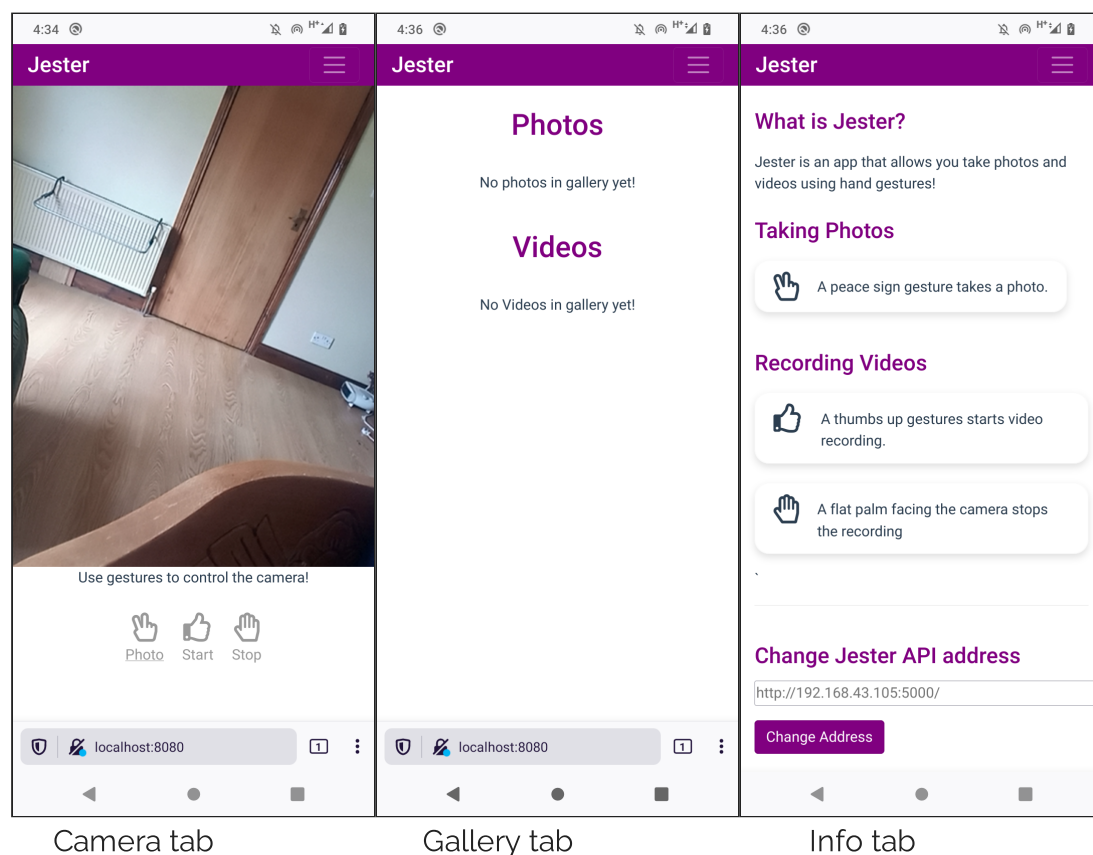 4:34
H+
Jester
Use gestures to control the camera!
Photo Start Stop
localhost:8080
1
Camera tab
4:36
H+
Jester
Photos
No photos in gallery yet!
Videos
No Videos in gallery yet!
localhost:8080
1
Gallery tab
4:36
H+
Jester
What is Jester?
Jester is an app that allows you take photos and
videos using hand gestures!
Taking Photos
A peace sign gesture takes a photo.
Recording Videos
A thumbs up gestures starts video
recording.
A flat palm facing the camera stops
the recording
`
Change Jester API address
http://192.168.43.105:5000/
Change Address
Info tab